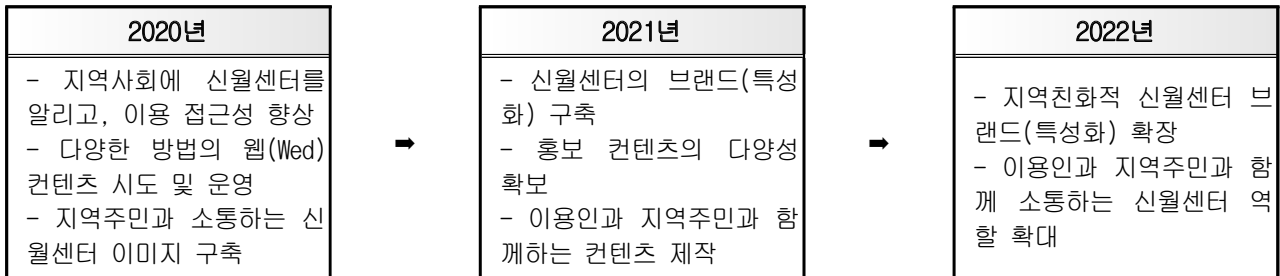 2020년
- 지역사회에 신월센터를
알리고, 이용 접근성 향상
- 다양한 방법의 웹(Wed)
컨텐츠 시도 및 운영
- 지역주민과 소통하는 신
월센터 이미지 구축
➡
2021년
- 신월센터의 브랜드(특성
화) 구축
- 홍보 컨텐츠의 다양성
확보
- 이용인과 지역주민과 함
께하는 컨텐츠 제작
➡
2022년
- 지역친화적 신월센터 브
랜드(특성화) 확장
- 이용인과 지역주민과 함
께 소통하는 신월센터 역
할 확대